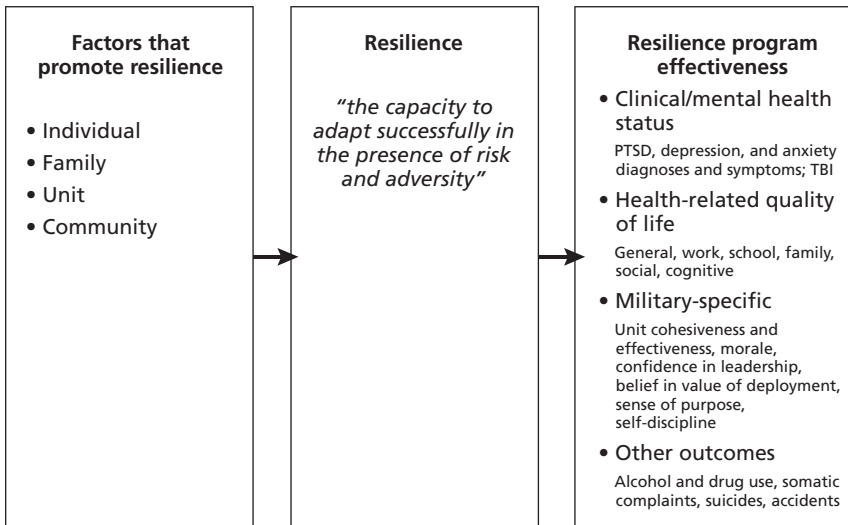 Factors that
promote resilience
• Individual
• Family
• Unit
• Community
Resilience
“the capacity to
adapt successfully in
the presence of risk
and adversity”
Resilience program
effectiveness
• Clinical/mental health
status
PTSD, depression, and anxiety
diagnoses and symptoms; TBI
• Health-related quality
of life
General, work, school, family,
social, cognitive
• Military-specific
Unit cohesiveness and
effectiveness, morale,
confidence in leadership,
belief in value of deployment,
sense of purpose,
self-discipline
• Other outcomes
Alcohol and drug use, somatic
complaints, suicides, accidents